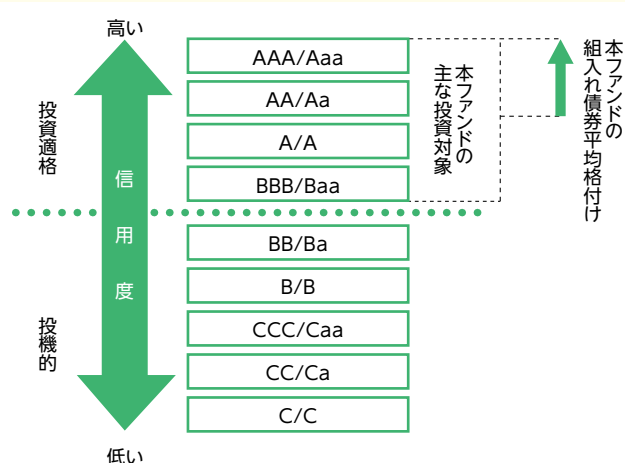 高い
投資適格
投機的
信用度
低い
AAA/Aaa
AA/Aa
A/A
BBB/Baa
BB/Ba
B/B
CCC/Caa
CC/Ca
C/C
本ファンドの
主な投資対象
本ファンドの
組入れ債券平均格付け